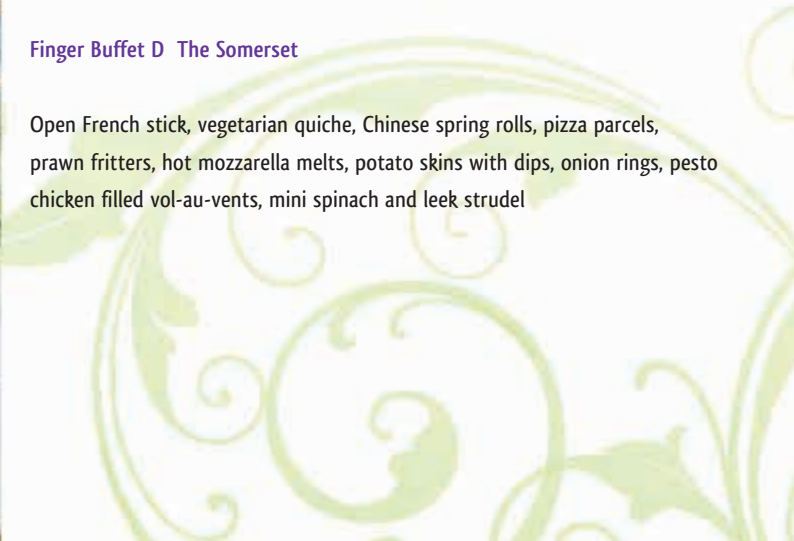 Finger Buffet D  The Somerset
Open French stick, vegetarian quiche, Chinese spring rolls, pizza parcels,
prawn fritters, hot mozzarella melts, potato skins with dips, onion rings, pesto
chicken filled vol-au-vents, mini spinach and leek strudel